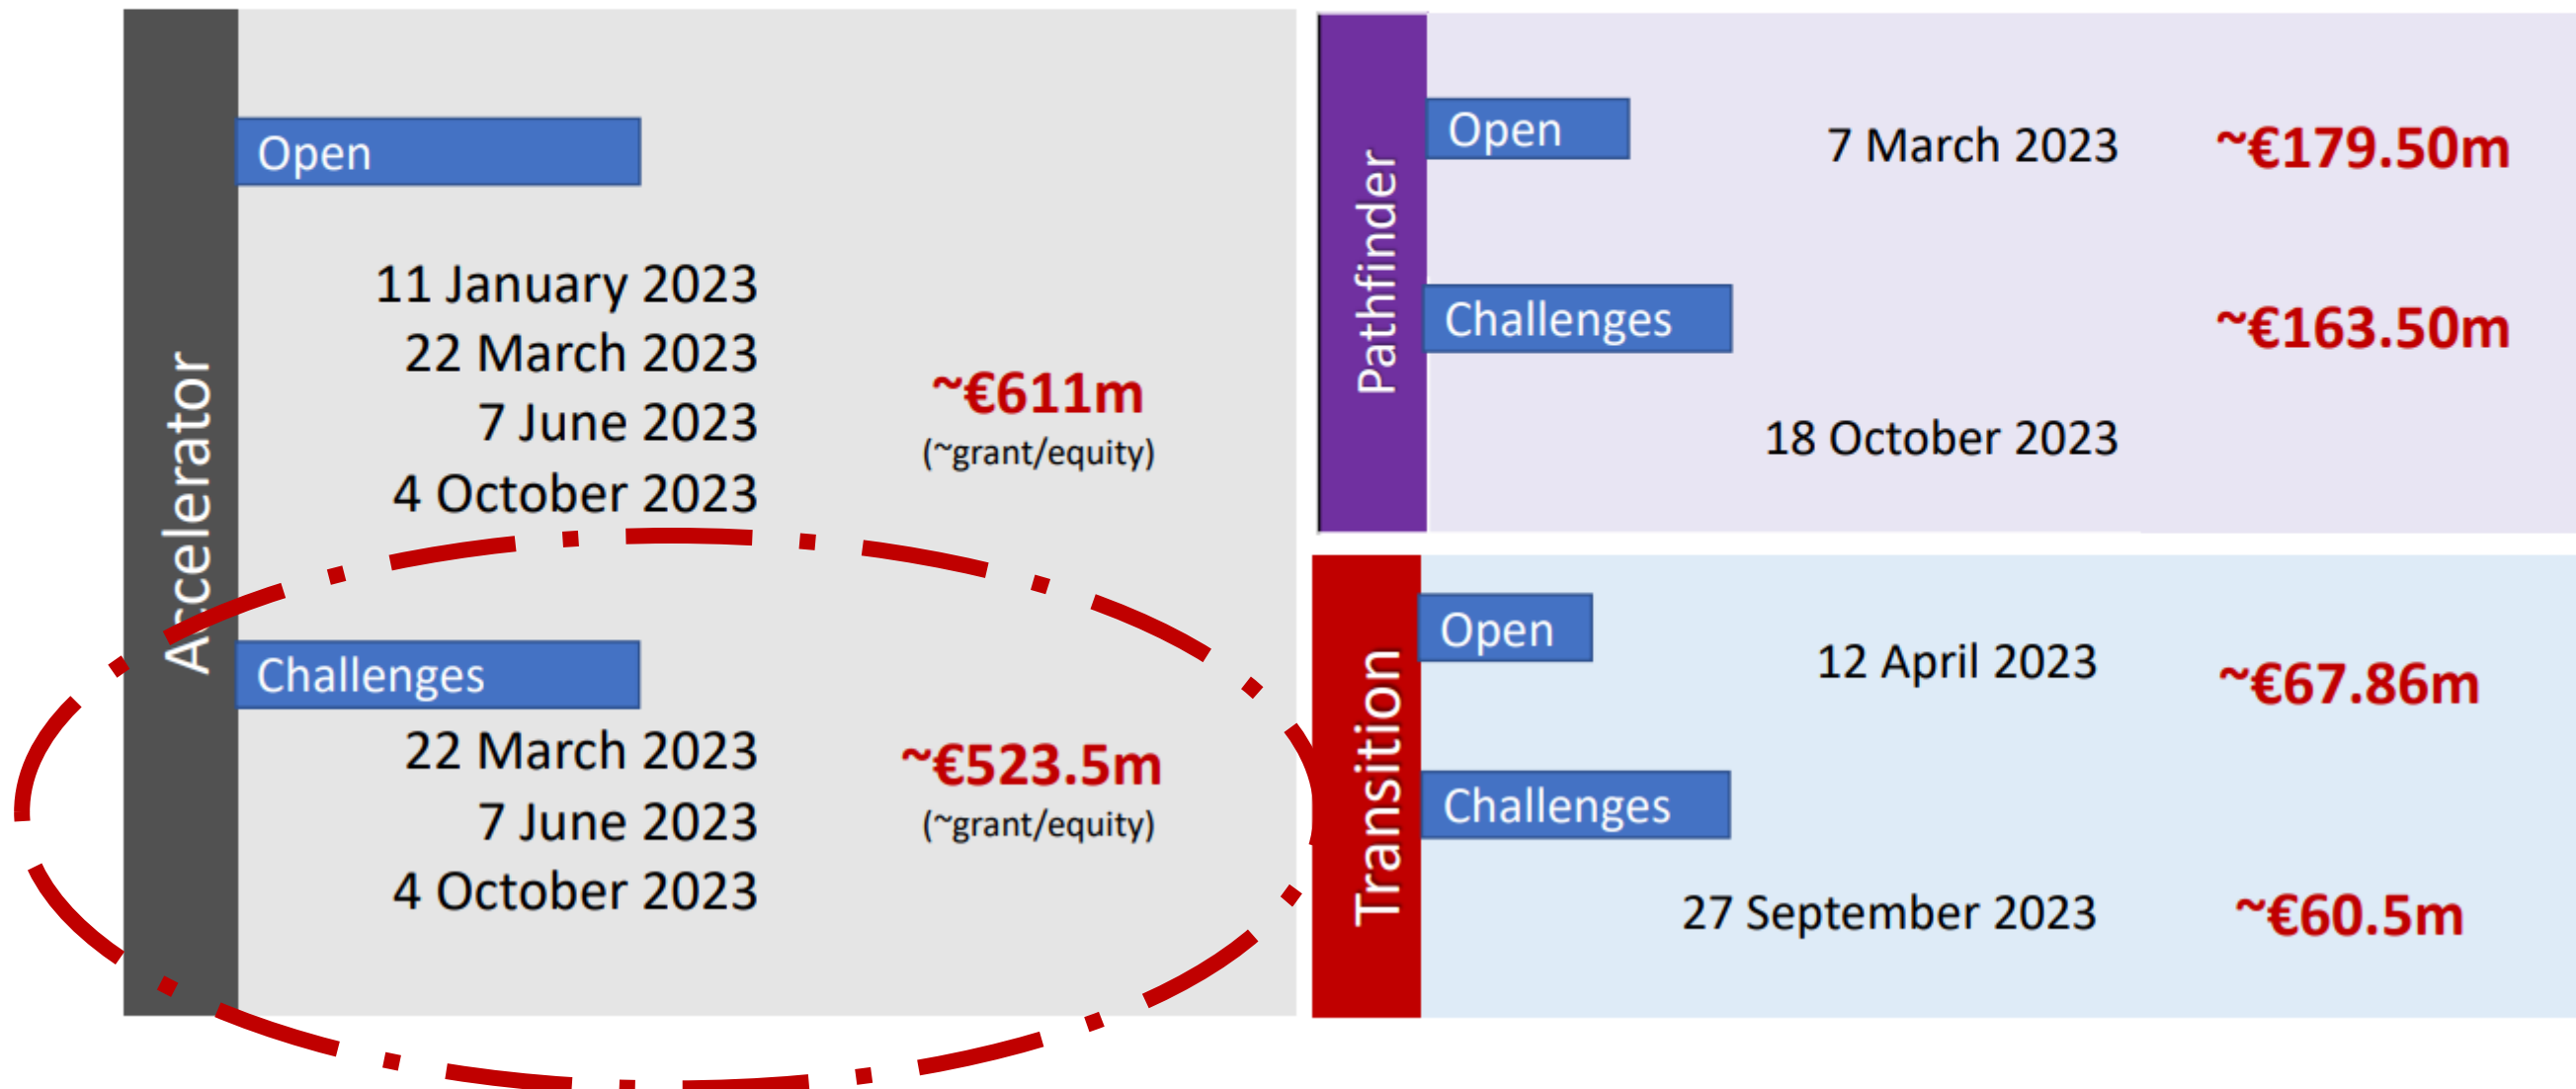 Accelerator
Open
11 January 2023
22 March 2023
7 June 2023
4 October 2023
~€611m
(~grant/equity)
Challenges
22 March 2023
7 June 2023
4 October 2023
~€523.5m
(~grant/equity)
Pathfinder
Open
7 March 2023 ~€179.50m
Challenges
~€163.50m
18 October 2023
Transition
Open
12 April 2023 ~€67.86m
Challenges
27 September 2023 ~€60.5m